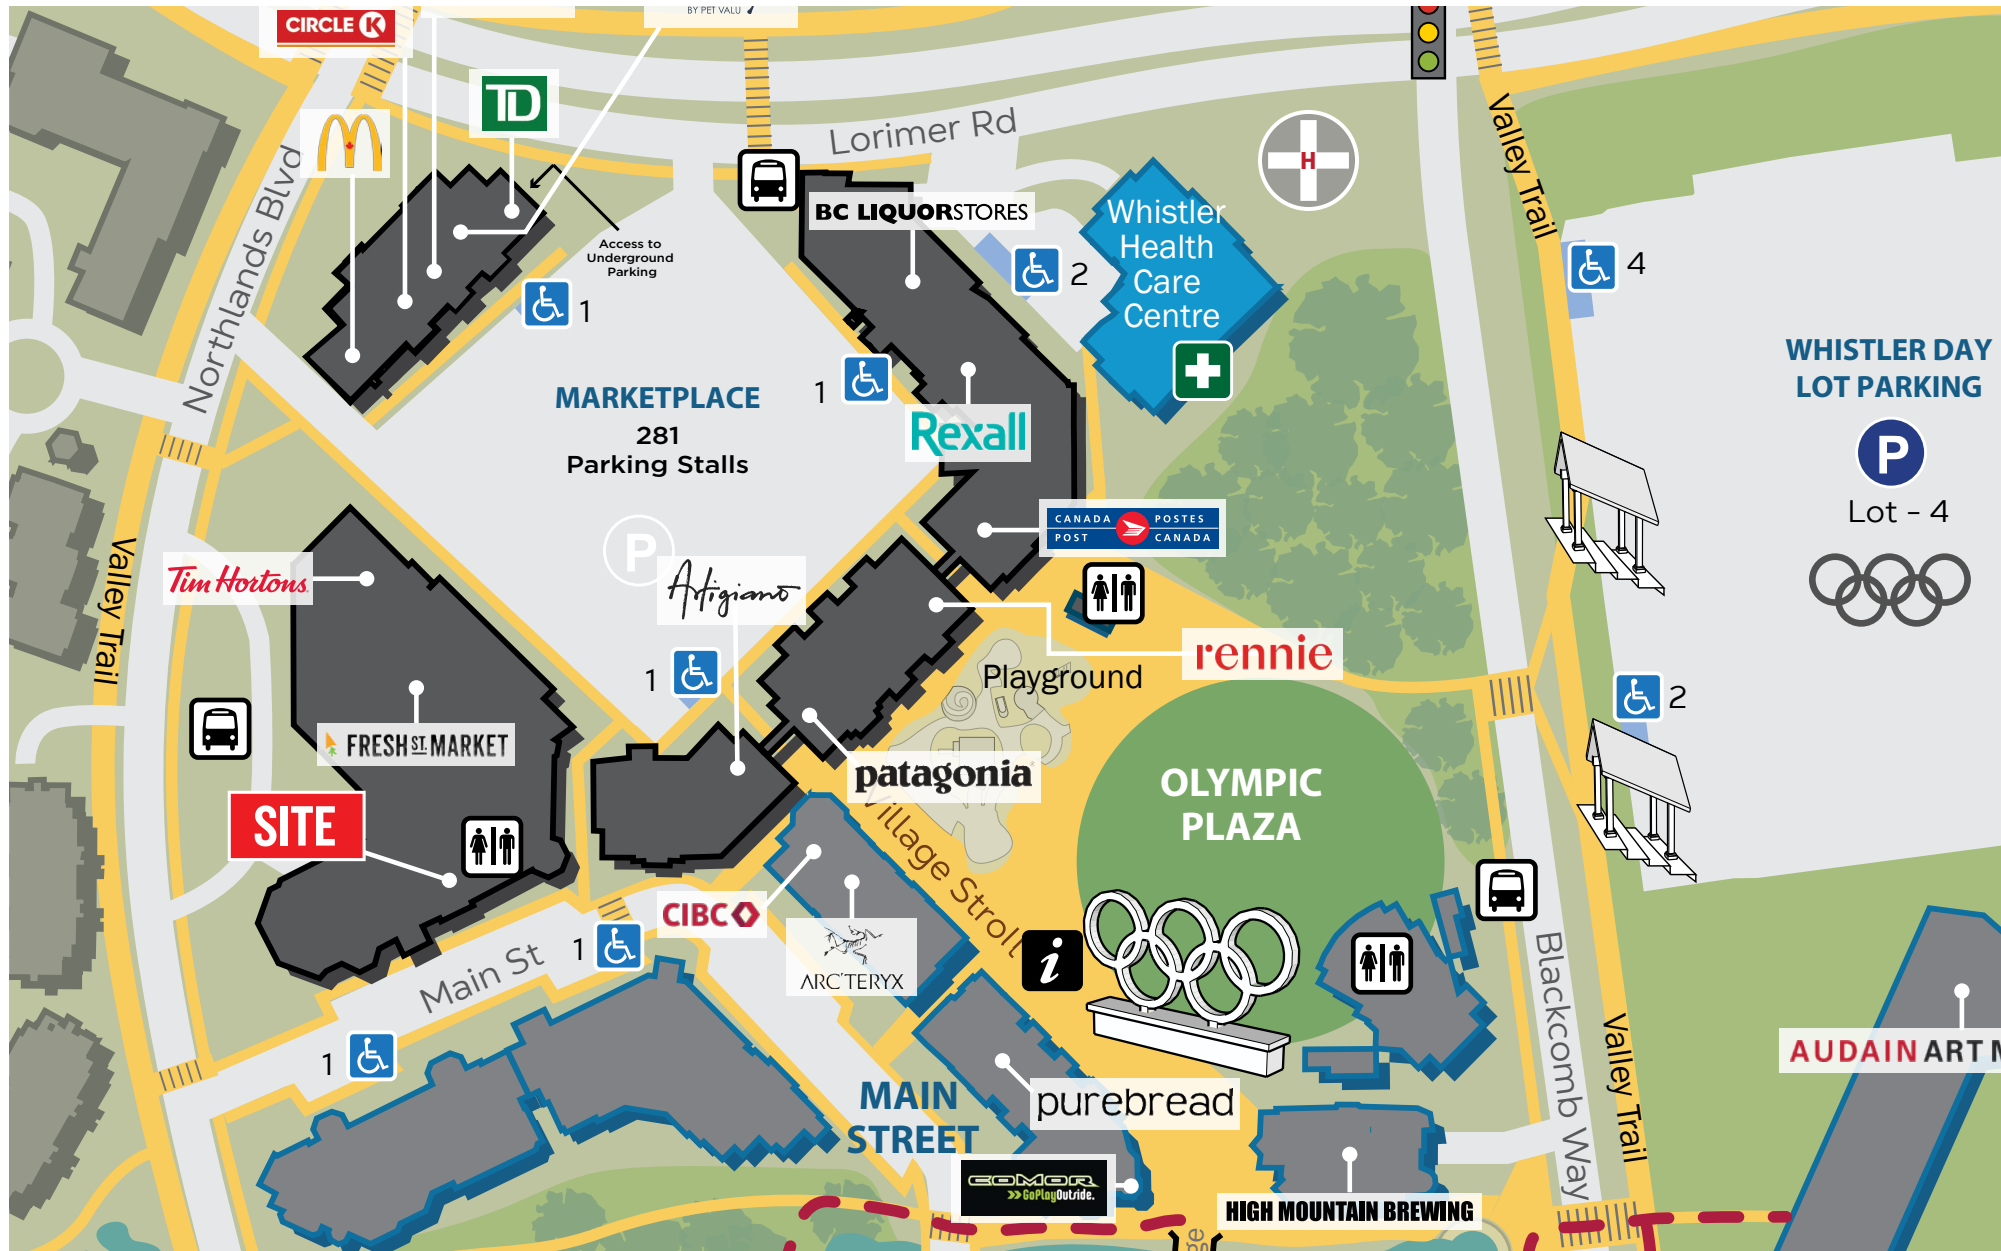 BY PET VALU
CIRCLE K
TD
Lorimer Rd
H
Valley Trail
Northlands Blvd
BC LIQUORSTORES
Access to
Underground
Parking
Whistler
Health
Care
Centre
2
4
1
WHISTLER DAY
LOT PARKING
P
Lot - 4
MARKETPLACE
281
Parking Stalls
1
Rexall
CANADA POSTES
POST CANADA
P
Tim Hortons
Artigiano
Valley Trail
rennie
Playground
1
2
FRESH ST. MARKET
patagonia
OLYMPIC
PLAZA
SITE
Village Stroll
CIBC
ARC'TERYX
i
1
Main St
Blackcomb Way
Valley Trail
AUDAIN ART
1
MAIN
STREET
purebread
COMOR
GoPlayOutside.
HIGH MOUNTAIN BREWING